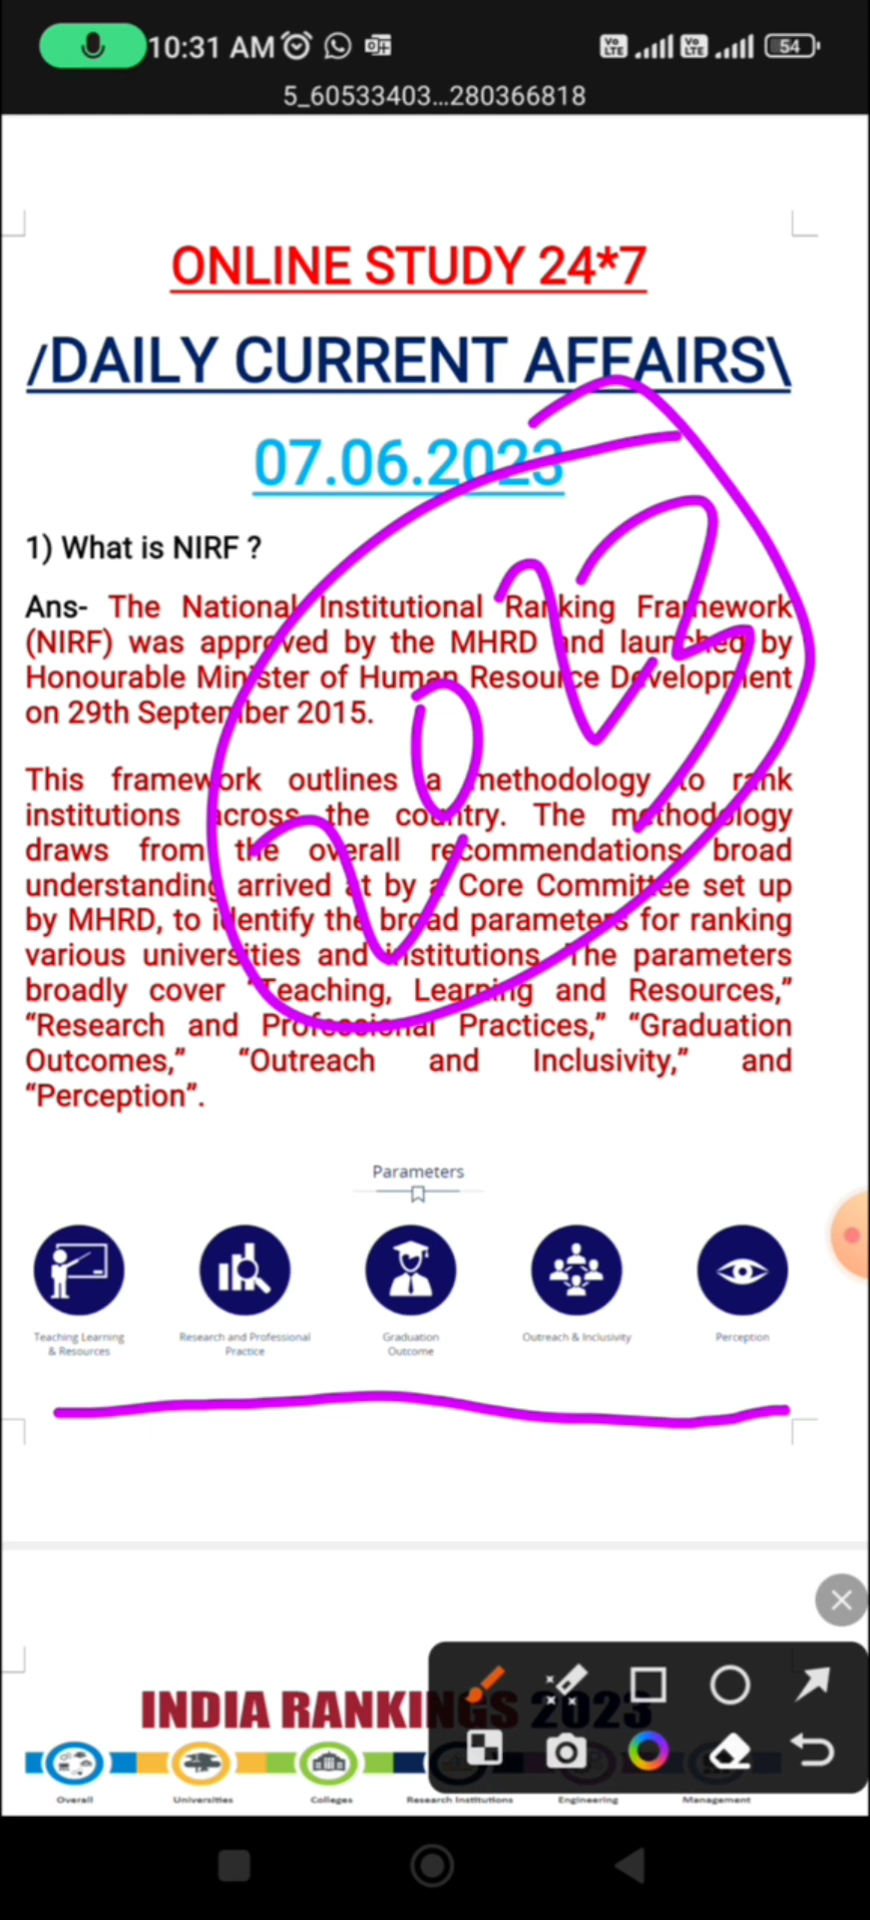 10:31 AM
54
5_60533403...280366818
ONLINE STUDY 24*7
/DAILY CURRENT AFFAIRS\
07.06.2023
1) What is NIRF ?
Ans- The National Institutional Ranking Framework
(NIRF) was approved by the MHRD and launched by
Honourable Minister of Human Resource Development
on 29th September 2015.
This framework outlines a methodology to rank
institutions across the country. The methodology
draws from the overall recommendations broad
understanding arrived at by a Core Committee set up
by MHRD, to identify the broad parameters for ranking
various universities and institutions. The parameters
broadly cover “Teaching, Learning and Resources,”
“Research and Professional Practices,” “Graduation
Outcomes,” “Outreach and Inclusivity,” and
“Perception”.
2023
Parameters
Teaching Learning
& Resources
Research and Professional
Practice
Graduation
Outcome
Outreach & Inclusivity
Perception
INDIA RANKINGS 2023
Overall
Universities
Colleges
Research Institutions
Engineering
Management